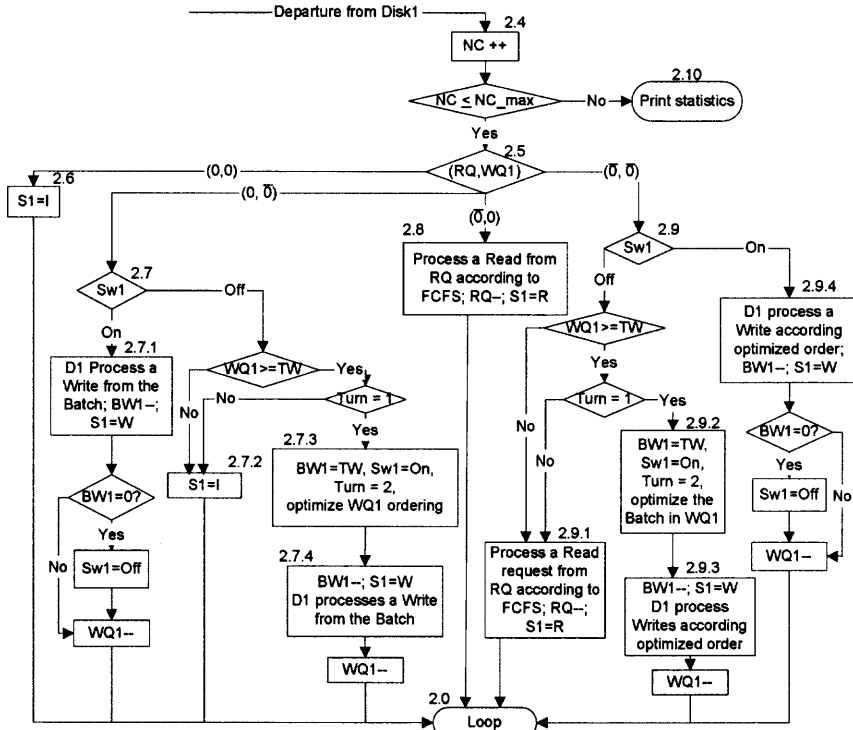 Departure from Disk1
2.4
NC ++
2.10
NC ≤ NC_max
No
Print statistics
Yes
2.5
(RQ,WQ1)
2.6
(0,0)
(0, 0̅)
(0̅,0)
(0̅, 0̅)
S1=I
2.7
Sw1
Off
On
2.8
Process a Read from
RQ according to
FCFS; RQ--; S1=R
2.9
Sw1
On
Off
2.9.4
D1 process a
Write according
optimized order;
BW1--; S1=W
2.7.1
D1 Process a
Write from the
Batch; BW1--;
S1=W
WQ1>=TW
Yes
No
Turn = 1
No
Yes
WQ1>=TW
Yes
No
Turn = 1
Yes
No
2.7.2
S1=I
2.7.3
BW1=TW, Sw1=On,
Turn = 2,
optimize WQ1 ordering
2.9.2
BW1=TW,
Sw1=On,
Turn = 2,
optimize the
Batch in WQ1
BW1=0?
Yes
No
Sw1=Off
WQ1--
BW1=0?
Yes
No
Sw1=Off
WQ1--
2.7.4
BW1--; S1=W
D1 processes a Write
from the Batch
WQ1--
2.9.1
Process a Read
request from
RQ according to
FCFS; RQ--;
S1=R
2.9.3
BW1--; S1=W
D1 process
Writes according
optimized order
WQ1--
2.0
Loop